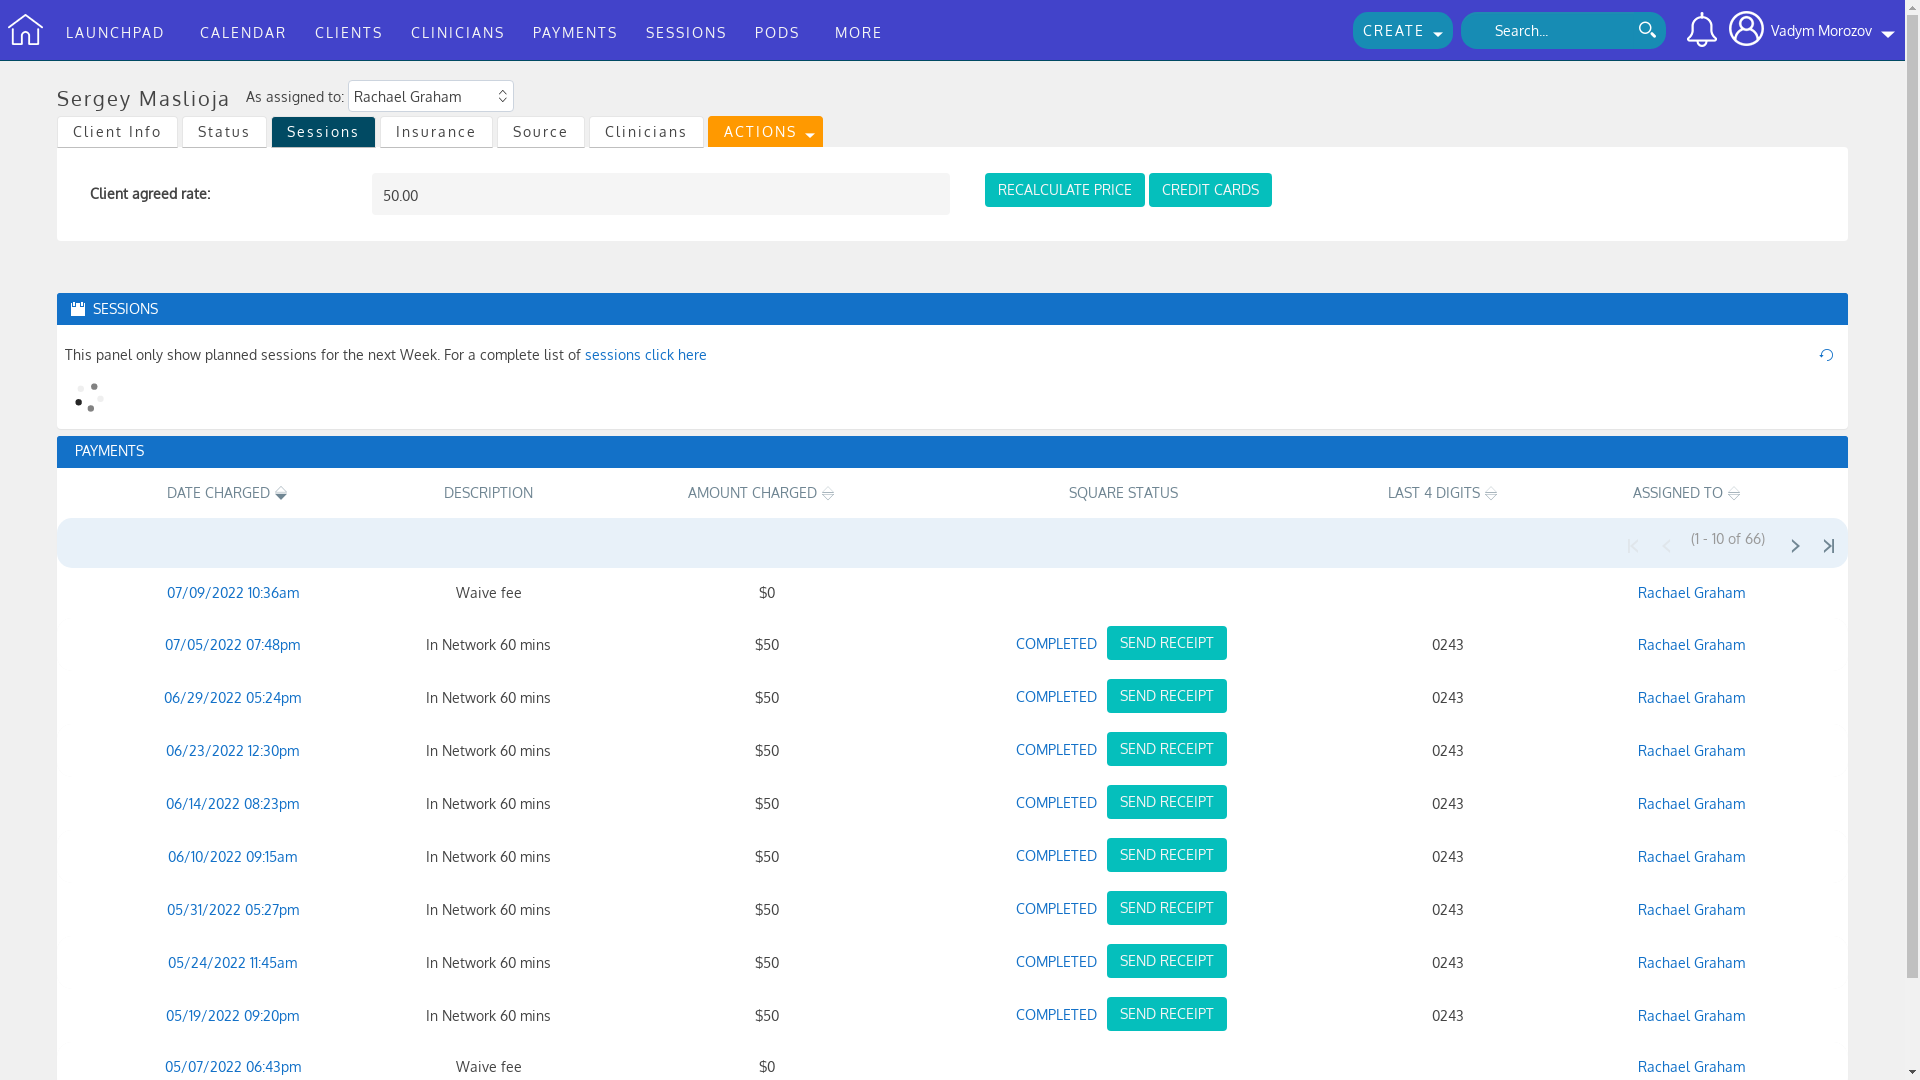 LAUNCHPAD CALENDAR CLIENTS CLINICIANS PAYMENTS SESSIONS PODS MORE CREATE Search... Vadym Morozov
Sergey Maslioja As assigned to: Rachael Graham
Client Info Status Sessions Insurance Source Clinicians ACTIONS
Client agreed rate: 50.00 RECALCULATE PRICE CREDIT CARDS
SESSIONS
This panel only show planned sessions for the next Week. For a complete list of sessions click here
PAYMENTS
DATE CHARGED DESCRIPTION AMOUNT CHARGED SQUARE STATUS LAST 4 DIGITS ASSIGNED TO
(1 - 10 of 66)
07/09/2022 10:36am Waive fee $0 Rachael Graham
07/05/2022 07:48pm In Network 60 mins $50 COMPLETED SEND RECEIPT 0243 Rachael Graham
06/29/2022 05:24pm In Network 60 mins $50 COMPLETED SEND RECEIPT 0243 Rachael Graham
06/23/2022 12:30pm In Network 60 mins $50 COMPLETED SEND RECEIPT 0243 Rachael Graham
06/14/2022 08:23pm In Network 60 mins $50 COMPLETED SEND RECEIPT 0243 Rachael Graham
06/10/2022 09:15am In Network 60 mins $50 COMPLETED SEND RECEIPT 0243 Rachael Graham
05/31/2022 05:27pm In Network 60 mins $50 COMPLETED SEND RECEIPT 0243 Rachael Graham
05/24/2022 11:45am In Network 60 mins $50 COMPLETED SEND RECEIPT 0243 Rachael Graham
05/19/2022 09:20pm In Network 60 mins $50 COMPLETED SEND RECEIPT 0243 Rachael Graham
05/07/2022 06:43pm Waive fee $0 Rachael Graham